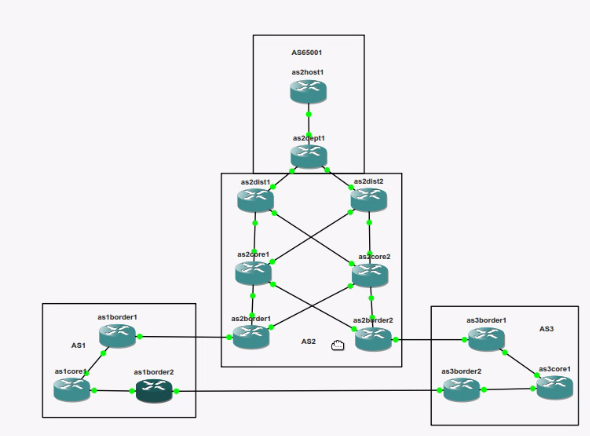 AS65001
as2host1
as2dept1
as2dist1
as2dist2
as2core1
as2core2
as1border1
as2border1
as2border2
as3border1
AS1
AS2
AS3
as1core1
as1border2
as3border2
as3core1